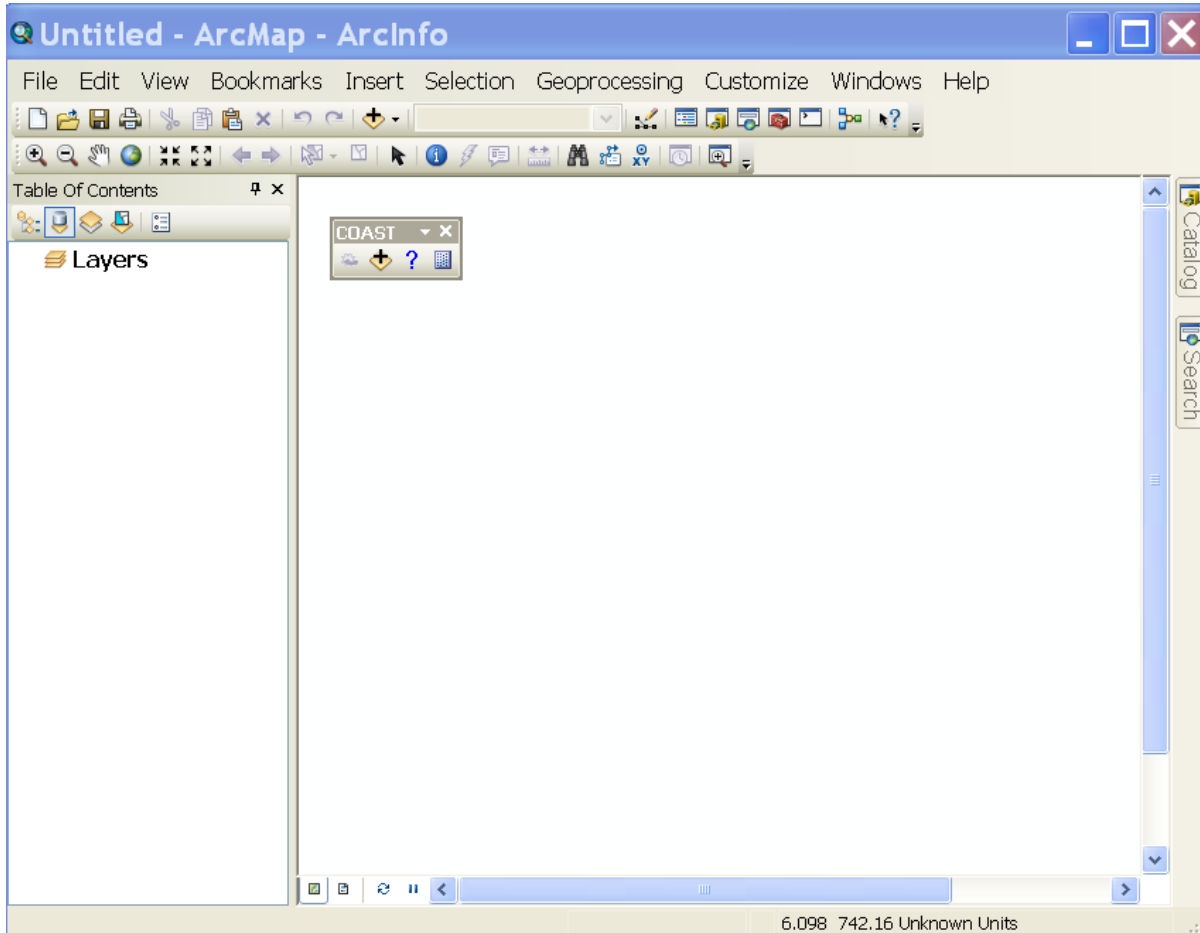 Untitled - ArcMap - ArcInfo
File Edit View Bookmarks Insert Selection Geoprocessing Customize Windows Help
Table Of Contents
Layers
COAST
Catalog
Search
6.098 742.16 Unknown Units